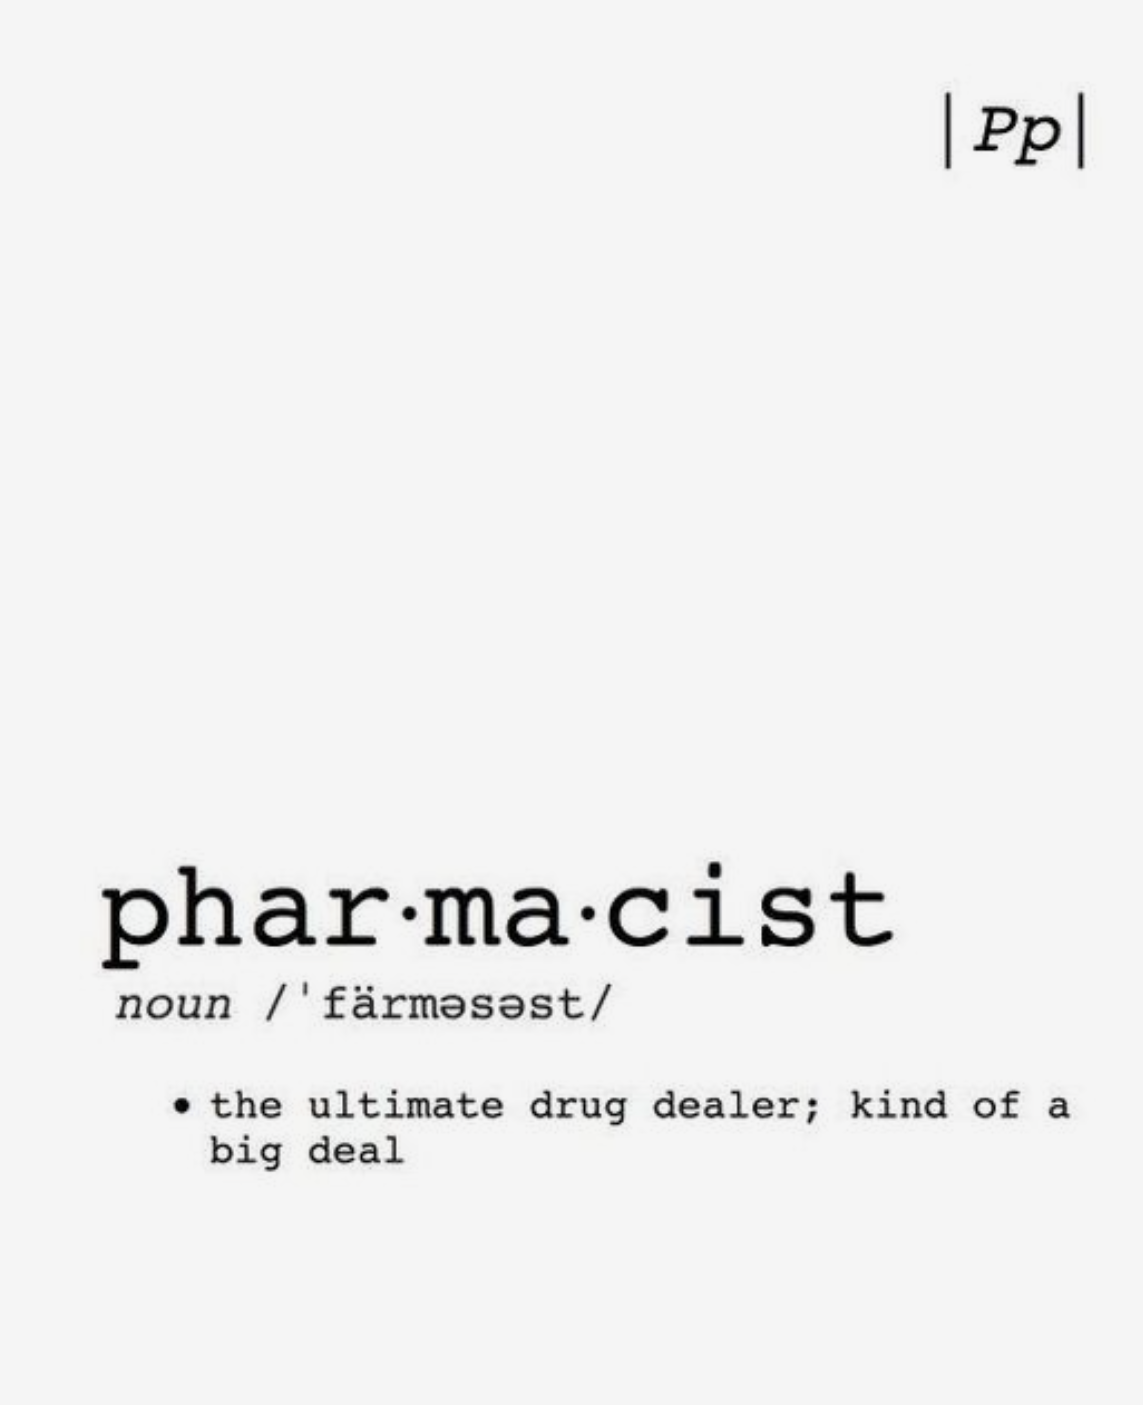 |Pp|
phar·ma·cist
noun /ˈfärməsəst/
• the ultimate drug dealer; kind of a
big deal